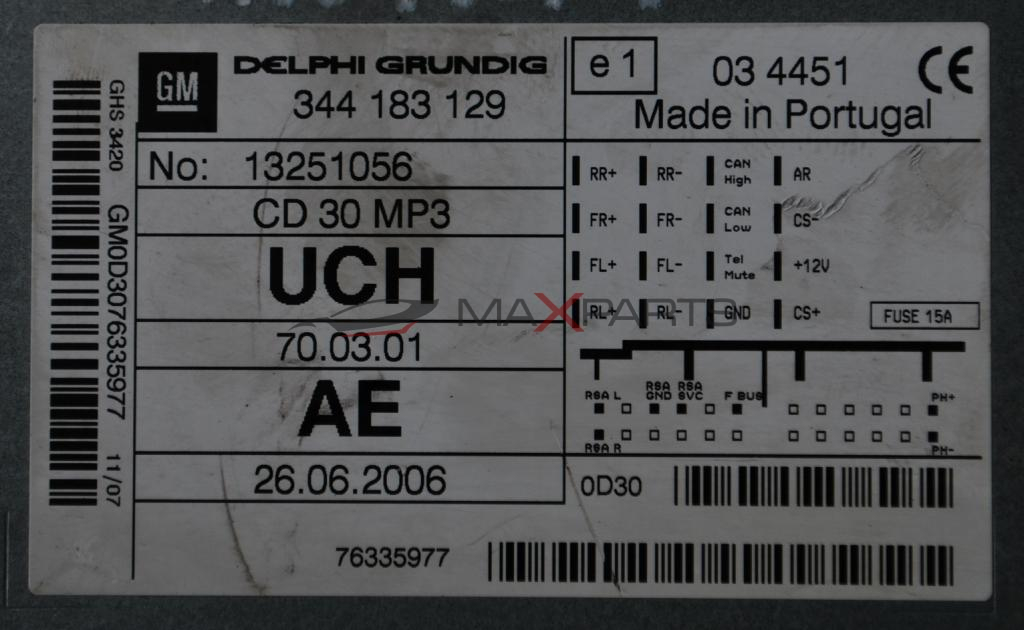 GHS 3420 GM0D3076335977 11/07
GM
DELPHI GRUNDIG
344 183 129
No: 13251056
CD 30 MP3
UCH
70.03.01
AE
26.06.2006
76335977
e 1
03 4451
CE
Made in Portugal
RR+ RR- CAN High AR
FR+ FR- CAN Low CS-
FL+ FL- Tel Mute +12V
RL+ RL- GND CS+
FUSE 15A
MAXPARTS
RSA L RSA GND RSA SVC F BUS PH+
RSA R PH-
0D30